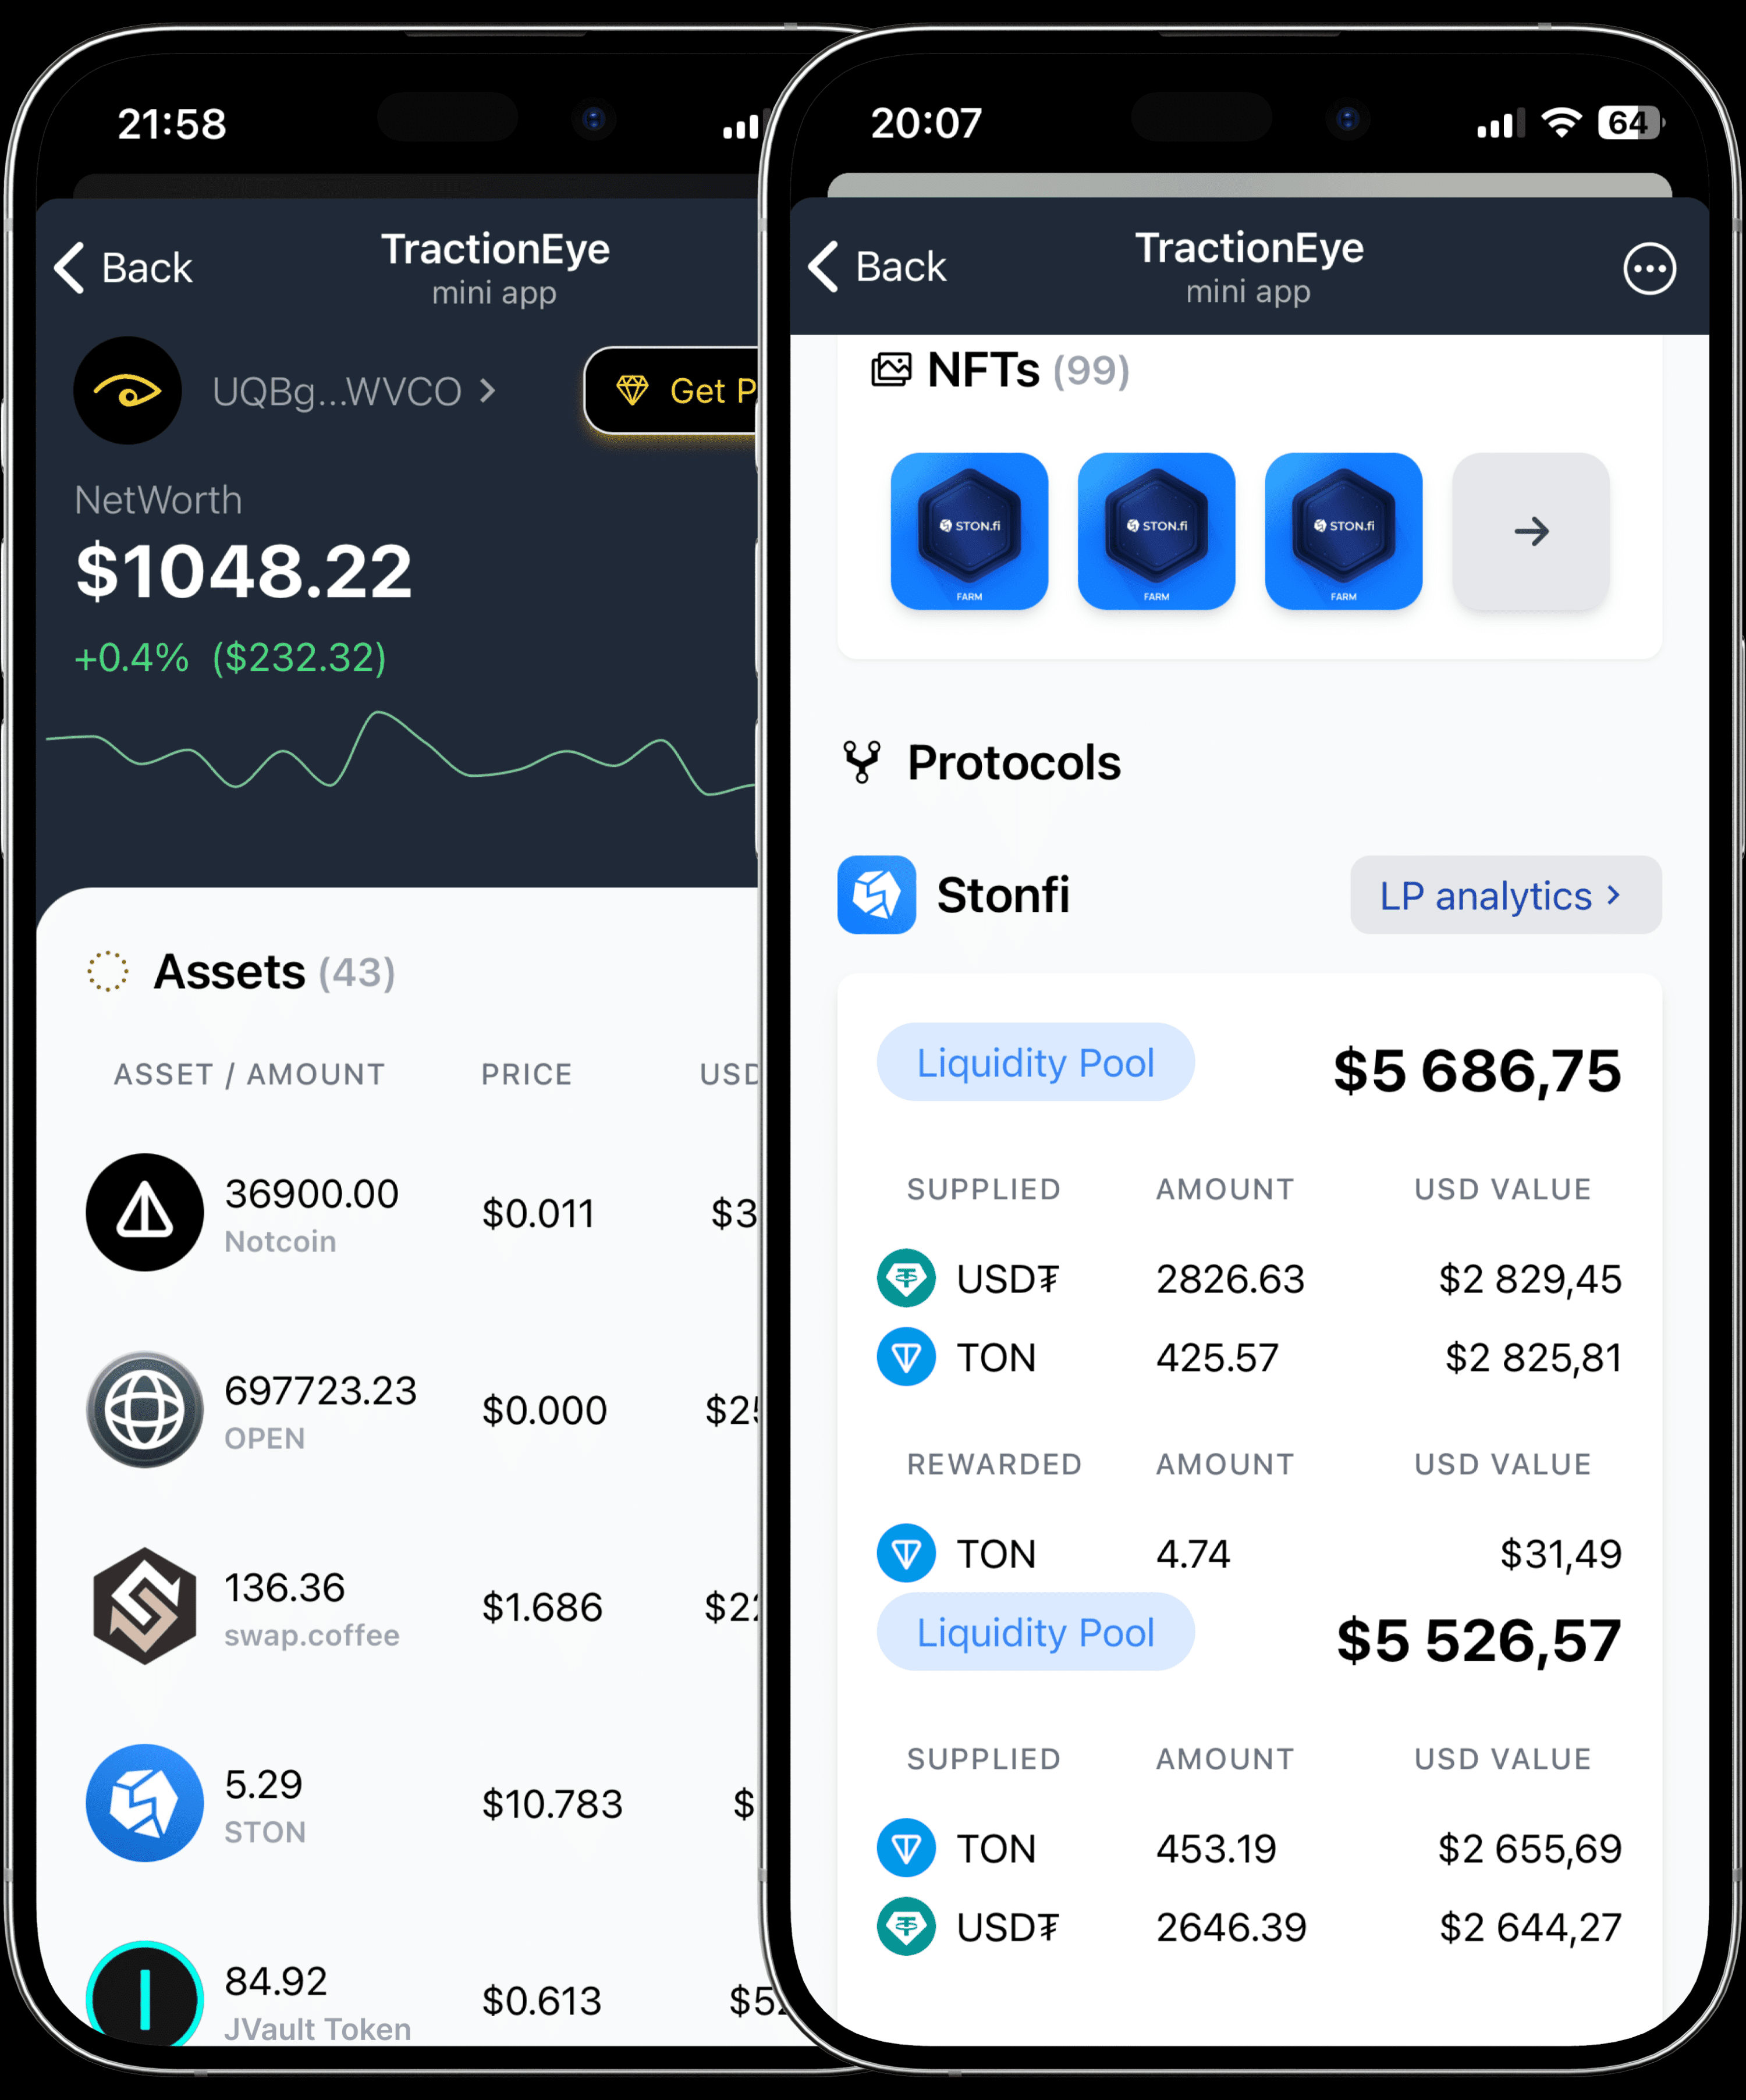 21:58
Back
TractionEye
mini app
UQBg...WVCO
Get
NetWorth
$1048.22
+0.4% ($232.32)
Assets (43)
ASSET / AMOUNT PRICE USD
36900.00 $0.011
Notcoin
697723.23 $0.000
OPEN
136.36 $1.686
swap.coffee
5.29 $10.783
STON
84.92 $0.613
JVault Token
20:07
64
Back
TractionEye
mini app
NFTs (99)
STON.fi STON.fi STON.fi
FARM FARM FARM
Protocols
Stonfi
LP analytics
Liquidity Pool $5 686,75
SUPPLIED AMOUNT USD VALUE
USD₮ 2826.63 $2 829,45
TON 425.57 $2 825,81
REWARDED AMOUNT USD VALUE
TON 4.74 $31,49
Liquidity Pool $5 526,57
SUPPLIED AMOUNT USD VALUE
TON 453.19 $2 655,69
USD₮ 2646.39 $2 644,27